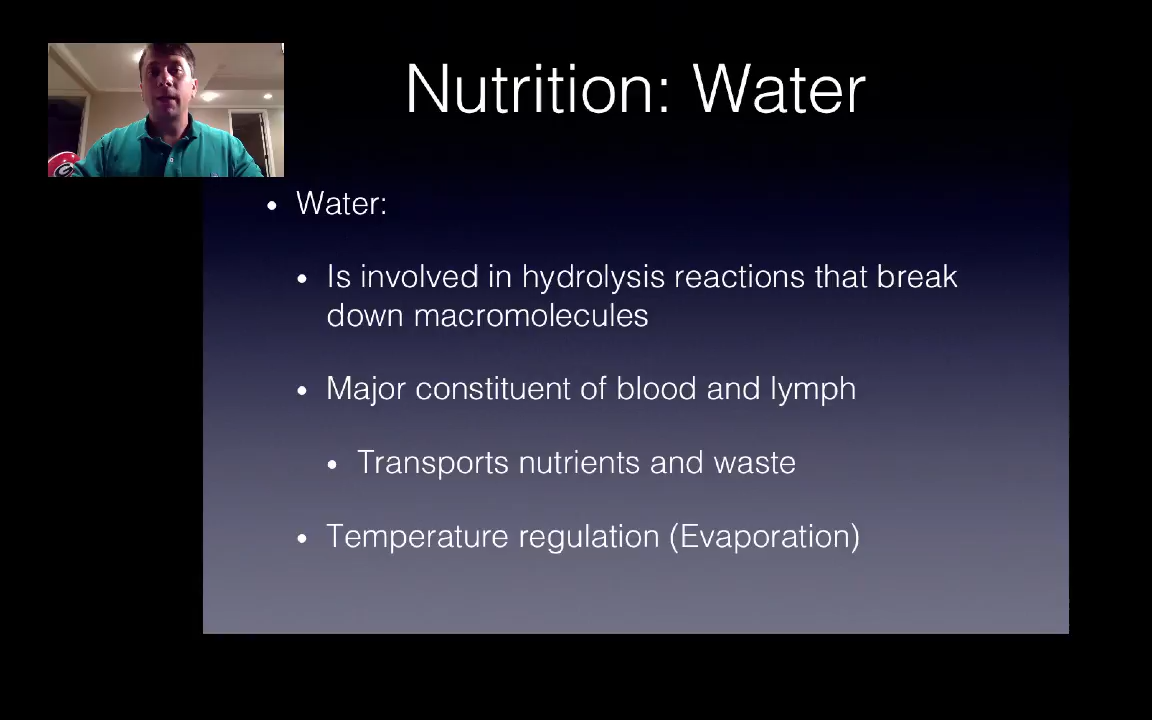 Nutrition: Water
• Water:
• Is involved in hydrolysis reactions that break
down macromolecules
• Major constituent of blood and lymph
• Transports nutrients and waste
• Temperature regulation (Evaporation)